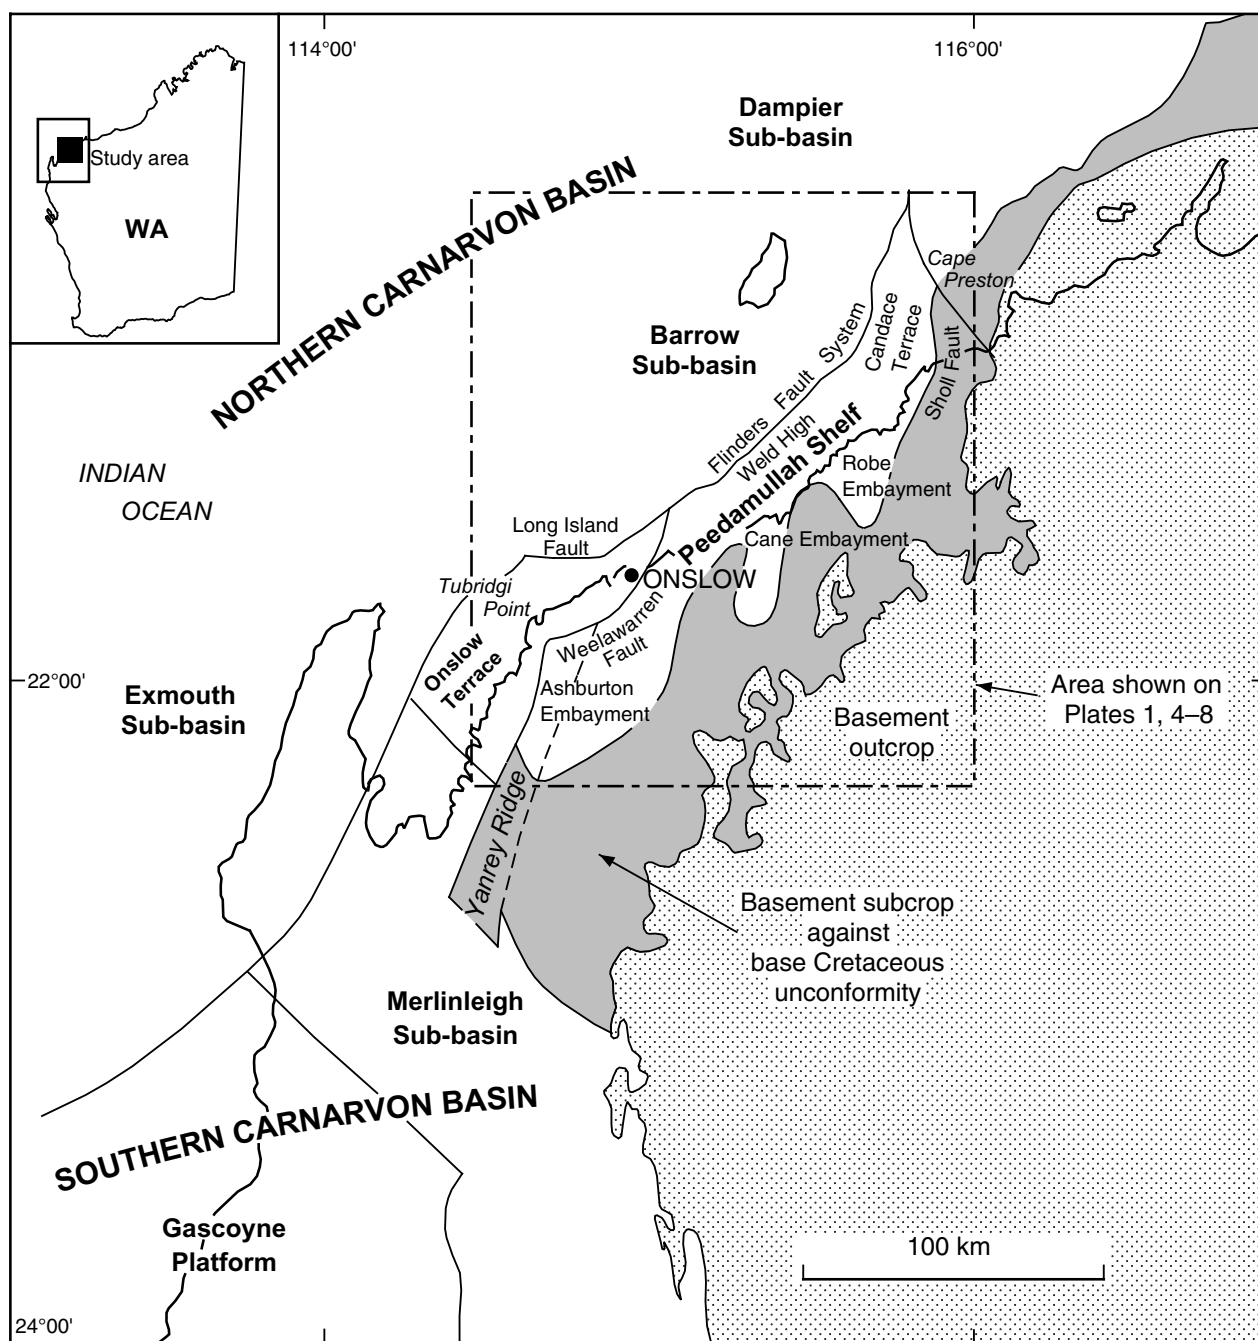 114°00'
116°00'
Study area
WA
Dampier
Sub-basin
NORTHERN CARNARVON BASIN
Cape
Preston
Barrow
Sub-basin
Flinders Fault System
Candace
Terrace
Sholl Fault
Weld High
Peedamullah Shelf
INDIAN
OCEAN
Robe
Embayment
Long Island
Fault
Cane Embayment
ONSLOW
Tubridgi
Point
Weelawarren
Fault
Onslow
Terrace
22°00'
Exmouth
Sub-basin
Ashburton
Embayment
Area shown on
Plates 1, 4–8
Basement
outcrop
Yanrey Ridge
Basement subcrop
against
base Cretaceous
unconformity
Merlinleigh
Sub-basin
SOUTHERN CARNARVON BASIN
Gascoyne
Platform
100 km
24°00'